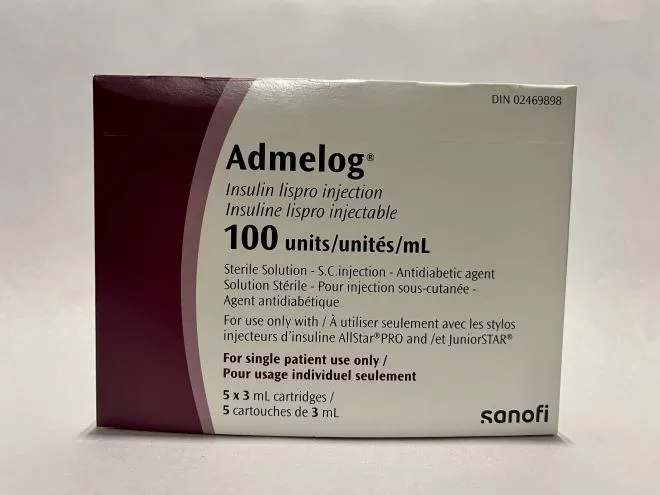 DIN 02469898
Admelog®
Insulin lispro injection
Insuline lispro injectable
100 units/unités/mL
Sterile Solution - S.C.injection - Antidiabetic agent
Solution Stérile - Pour injection sous-cutanée -
Agent antidiabétique
For use only with / À utiliser seulement avec les stylos
injecteurs d'insuline AllStar®PRO and /et JuniorSTAR®
For single patient use only /
Pour usage individuel seulement
5 x 3 mL cartridges /
5 cartouches de 3 mL
sanofi